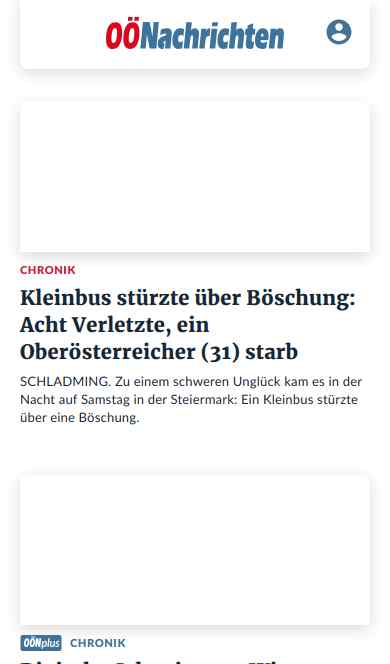 OÖNachrichten
CHRONIK
Kleinbus stürzte über Böschung:
Acht Verletzte, ein
Oberösterreicher (31) starb
SCHLADMING. Zu einem schweren Unglück kam es in der
Nacht auf Samstag in der Steiermark: Ein Kleinbus stürzte
über eine Böschung.
OÖNplus CHRONIK